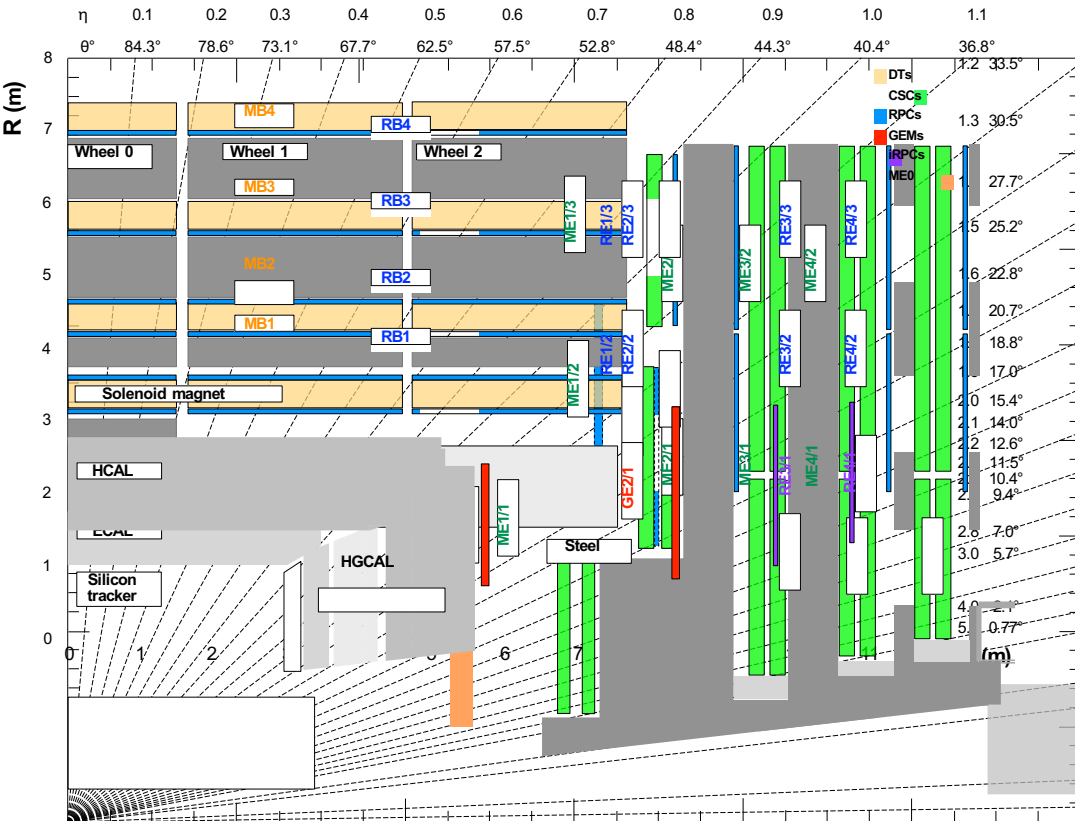 η 0.1 0.2 0.3 0.4 0.5 0.6 0.7 0.8 0.9 1.0 1.1
θ° 84.3° 78.6° 73.1° 67.7° 62.5° 57.5° 52.8° 48.4° 44.3° 40.4° 36.8°
R (m)
8
7
6
5
4
3
2
1
0
1.2 33.5°
1.3 30.5°
27.7°
25.2°
1.6 22.8°
20.7°
18.8°
17.0°
2.0 15.4°
2.1 14.0°
2.2 12.6°
11.5°
10.4°
9.4°
2.8 7.0°
3.0 5.7°
4.0 2.1°
5. 0.77°
DTs
CSCs
RPCs
GEMs
iRPCs
ME0
MB4
RB4
Wheel 0 Wheel 1 Wheel 2
MB3
RB3
MB2
RB2
MB1
RB1
Solenoid magnet
HCAL
ECAL
Silicon
tracker
HGCAL
Steel
ME1/3
RE1/3
RE2/3
ME2/
ME3/2
RE3/3
ME4/2
RE4/3
ME1/2
RE1/2
RE2/2
RE3/2
RE4/2
ME1/1
GE2/1
ME2/1
ME3/1
RE3/1
ME4/1
RE4/1
0 1 2 5 6 7 11 (m)